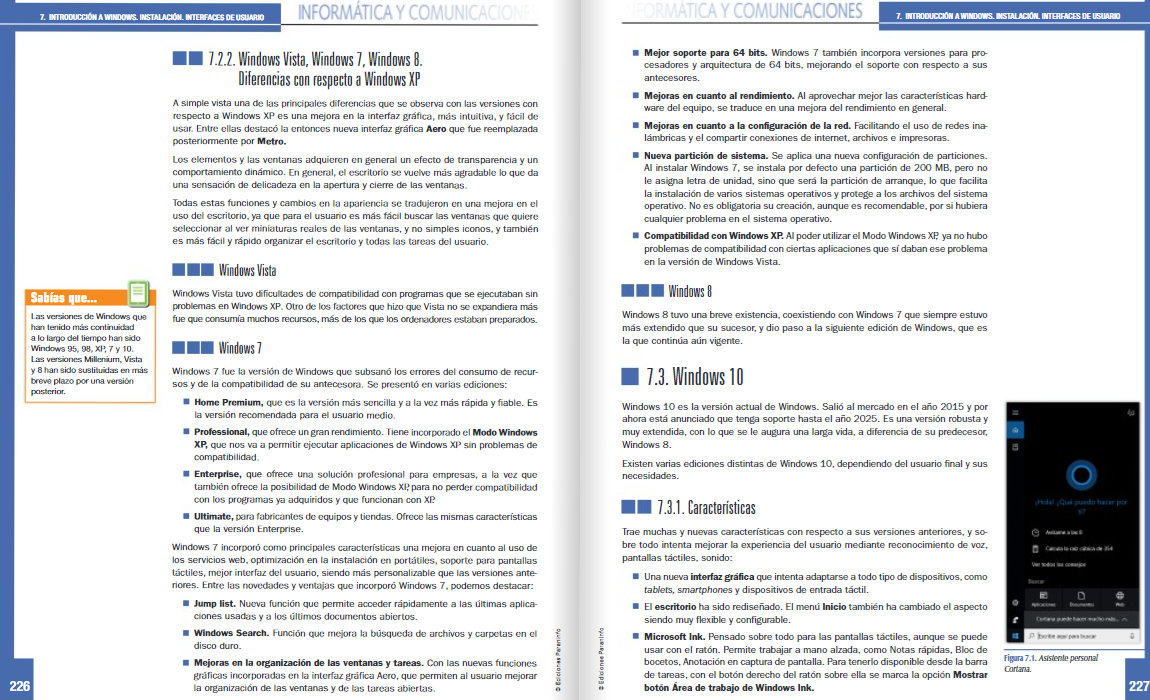 7. INTRODUCCIÓN A WINDOWS. INSTALACIÓN. INTERFACES DE USUARIO
INFORMÁTICA Y COMUNICACIONES
7.2.2. Windows Vista, Windows 7, Windows 8.
Diferencias con respecto a Windows XP
A simple vista una de las principales diferencias que se observa con las versiones con
respecto a Windows XP es una mejora en la interfaz gráfica, más intuitiva, y fácil de
usar. Entre ellas destacó la entonces nueva interfaz gráfica Aero que fue reemplazada
posteriormente por Metro.
Los elementos y las ventanas adquieren en general un efecto de transparencia y un
comportamiento dinámico. En general, el escritorio se vuelve más agradable lo que da
una sensación de delicadeza en la apertura y cierre de las ventanas.
Todas estas funciones y cambios en la apariencia se tradujeron en una mejora en el
uso del escritorio, ya que para el usuario es más fácil buscar las ventanas que quiere
seleccionar al ver miniaturas reales de las ventanas, y no simples iconos, y también
es más fácil y rápido organizar el escritorio y todas las tareas del usuario.
Windows Vista
Windows Vista tuvo dificultades de compatibilidad con programas que se ejecutaban sin
problemas en Windows XP. Otro de los factores que hizo que Vista no se expandiera más
fue que consumía muchos recursos, más de los que los ordenadores estaban preparados.
Sabías que...
Las versiones de Windows que
han tenido más continuidad
a lo largo del tiempo han sido
Windows 95, 98, XP, 7 y 10.
Las versiones Millenium, Vista
y 8 han sido sustituidas en más
breve plazo por una versión
posterior.
Windows 7
Windows 7 fue la versión de Windows que subsanó los errores del consumo de recur-
sos y de la compatibilidad de su antecesora. Se presentó en varias ediciones:
Home Premium, que es la versión más sencilla y a la vez más rápida y fiable. Es
la versión recomendada para el usuario medio.
Professional, que ofrece un gran rendimiento. Tiene incorporado el Modo Windows
XP, que nos va a permitir ejecutar aplicaciones de Windows XP sin problemas de
compatibilidad.
Enterprise, que ofrece una solución profesional para empresas, a la vez que
también ofrece la posibilidad de Modo Windows XP, para no perder compatibilidad
con los programas ya adquiridos y que funcionan con XP.
Ultimate, para fabricantes de equipos y tiendas. Ofrece las mismas características
que la versión Enterprise.
Windows 7 incorporó como principales características una mejora en cuanto al uso de
los servicios web, optimización en la instalación en portátiles, soporte para pantallas
táctiles, mejor interfaz del usuario, siendo más personalizable que las versiones ante-
riores. Entre las novedades y ventajas que incorporó Windows 7, podemos destacar:
Jump list. Nueva función que permite acceder rápidamente a las últimas aplica-
ciones usadas y a los últimos documentos abiertos.
Windows Search. Función que mejora la búsqueda de archivos y carpetas en el
disco duro.
Mejoras en la organización de las ventanas y tareas. Con las nuevas funciones
gráficas incorporadas en la interfaz gráfica Aero, que permiten al usuario mejorar
la organización de las ventanas y de las tareas abiertas.
© Ediciones Paraninfo
226
INFORMÁTICA Y COMUNICACIONES
7. INTRODUCCIÓN A WINDOWS. INSTALACIÓN. INTERFACES DE USUARIO
Mejor soporte para 64 bits. Windows 7 también incorpora versiones para pro-
cesadores y arquitectura de 64 bits, mejorando el soporte con respecto a sus
antecesores.
Mejoras en cuanto al rendimiento. Al aprovechar mejor las características hard-
ware del equipo, se traduce en una mejora del rendimiento en general.
Mejoras en cuanto a la configuración de la red. Facilitando el uso de redes ina-
lámbricas y el compartir conexiones de internet, archivos e impresoras.
Nueva partición de sistema. Se aplica una nueva configuración de particiones.
Al instalar Windows 7, se instala por defecto una partición de 200 MB, pero no
le asigna letra de unidad, sino que será la partición de arranque, lo que facilita
la instalación de varios sistemas operativos y protege a los archivos del sistema
operativo. No es obligatoria su creación, aunque es recomendable, por si hubiera
cualquier problema en el sistema operativo.
Compatibilidad con Windows XP. Al poder utilizar el Modo Windows XP, ya no hubo
problemas de compatibilidad con ciertas aplicaciones que sí daban ese problema
en la versión de Windows Vista.
Windows 8
Windows 8 tuvo una breve existencia, coexistiendo con Windows 7 que siempre estuvo
más extendido que su sucesor, y dio paso a la siguiente edición de Windows, que es
la que continúa aún vigente.
7.3. Windows 10
Windows 10 es la versión actual de Windows. Salió al mercado en el año 2015 y por
ahora está anunciado que tenga soporte hasta el año 2025. Es una versión robusta y
muy extendida, con lo que se le augura una larga vida, a diferencia de su predecesor,
Windows 8.
Existen varias ediciones distintas de Windows 10, dependiendo del usuario final y sus
necesidades.
7.3.1. Características
Trae muchas y nuevas características con respecto a sus versiones anteriores, y so-
bre todo intenta mejorar la experiencia del usuario mediante reconocimiento de voz,
pantallas táctiles, sonido:
Una nueva interfaz gráfica que intenta adaptarse a todo tipo de dispositivos, como
tablets, smartphones y dispositivos de entrada táctil.
El escritorio ha sido rediseñado. El menú Inicio también ha cambiado el aspecto
siendo muy flexible y configurable.
Microsoft Ink. Pensado sobre todo para las pantallas táctiles, aunque se puede
usar con el ratón. Permite trabajar a mano alzada, como Notas rápidas, Bloc de
bocetos, Anotación en captura de pantalla. Para tenerlo disponible desde la barra
de tareas, con el botón derecho del ratón sobre ella se marca la opción Mostrar
botón Área de trabajo de Windows Ink.
¡Hola! ¿Qué puedo hacer por
ti?
Avísame a las 8
Calcula la raíz cúbica de 354
Ver todos los consejos
Buscar
Aplicaciones
Documentos
Web
Cortana puede hacer mucho más...
Escribe aquí para buscar
Figura 7.1. Asistente personal
Cortana.
© Ediciones Paraninfo
227